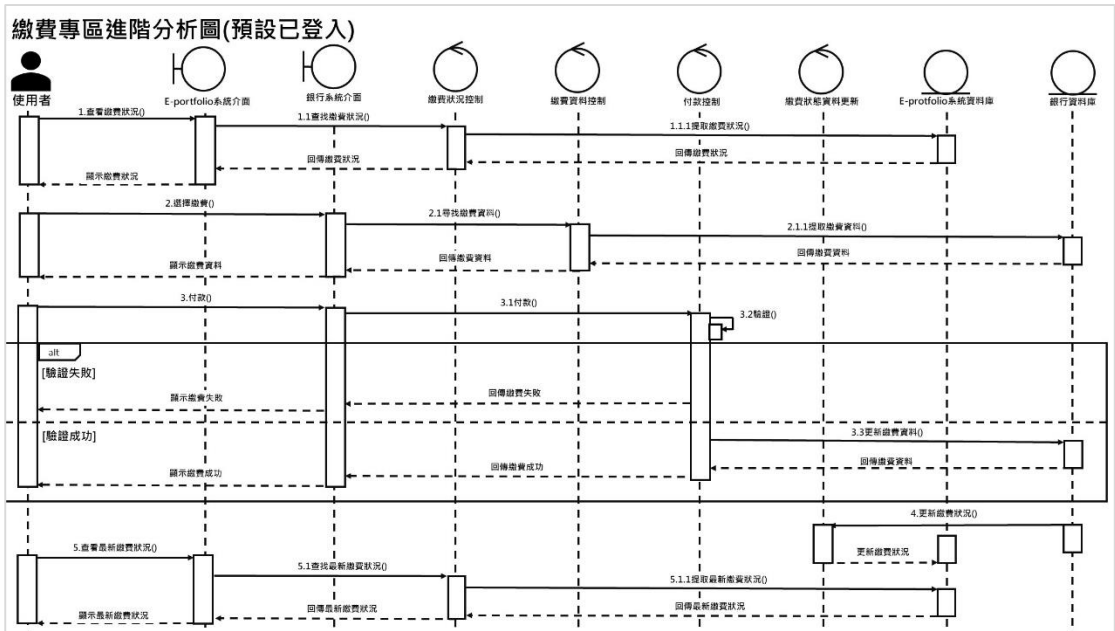 繳費專區進階分析圖(預設已登入)
使用者
E-portfolio系統介面
銀行系統介面
繳費狀況控制
繳費資料控制
付款控制
繳費狀態資料更新
E-protfolio系統資料庫
銀行資料庫
1.查看繳費狀況()
1.1查找繳費狀況()
1.1.1提取繳費狀況()
回傳繳費狀況
回傳繳費狀況
顯示繳費狀況
2.選擇繳費()
2.1尋找繳費資料()
2.1.1提取繳費資料()
回傳繳費資料
回傳繳費資料
顯示繳費資料
3.付款()
3.1付款()
3.2驗證()
alt
[驗證失敗]
回傳繳費失敗
顯示繳費失敗
[驗證成功]
3.3更新繳費資料()
回傳繳費資料
回傳繳費成功
顯示繳費成功
4.更新繳費狀況()
更新繳費狀況
5.查看最新繳費狀況()
5.1查找最新繳費狀況()
5.1.1提取最新繳費狀況()
回傳最新繳費狀況
回傳最新繳費狀況
顯示最新繳費狀況